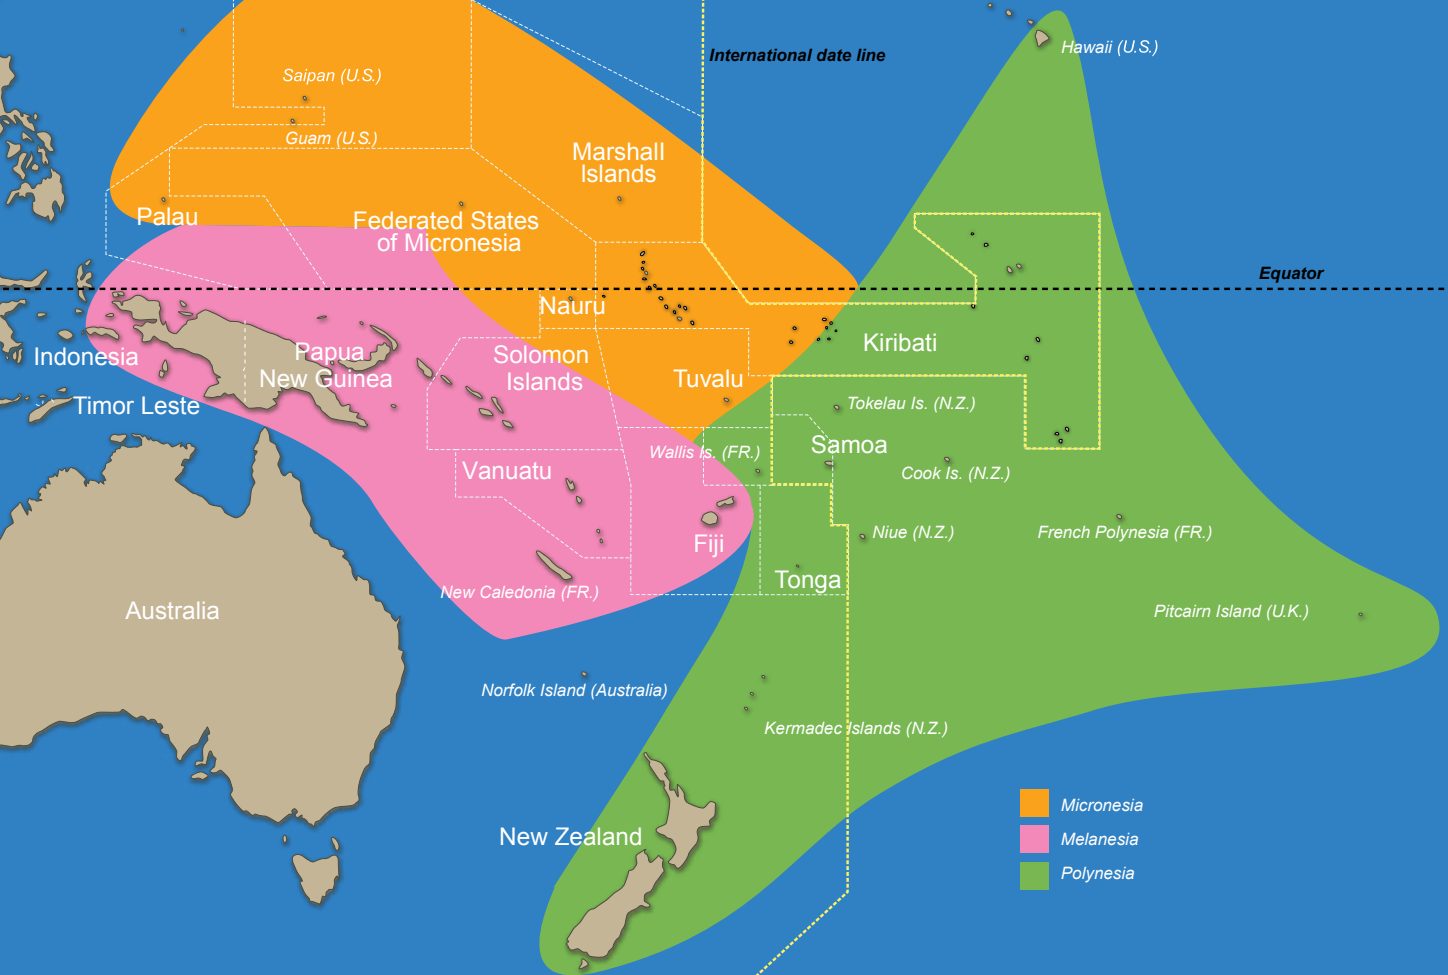 Hawaii (U.S.)
International date line
Saipan (U.S.)
Guam (U.S.)
Marshall
Islands
Palau
Federated States
of Micronesia
Equator
Nauru
Kiribati
Indonesia
Papua
New Guinea
Solomon
Islands
Tuvalu
Timor Leste
Tokelau Is. (N.Z.)
Samoa
Wallis Is. (FR.)
Vanuatu
Cook Is. (N.Z.)
Fiji
Niue (N.Z.)
French Polynesia (FR.)
Tonga
New Caledonia (FR.)
Australia
Pitcairn Island (U.K.)
Norfolk Island (Australia)
Kermadec Islands (N.Z.)
New Zealand
Micronesia
Melanesia
Polynesia